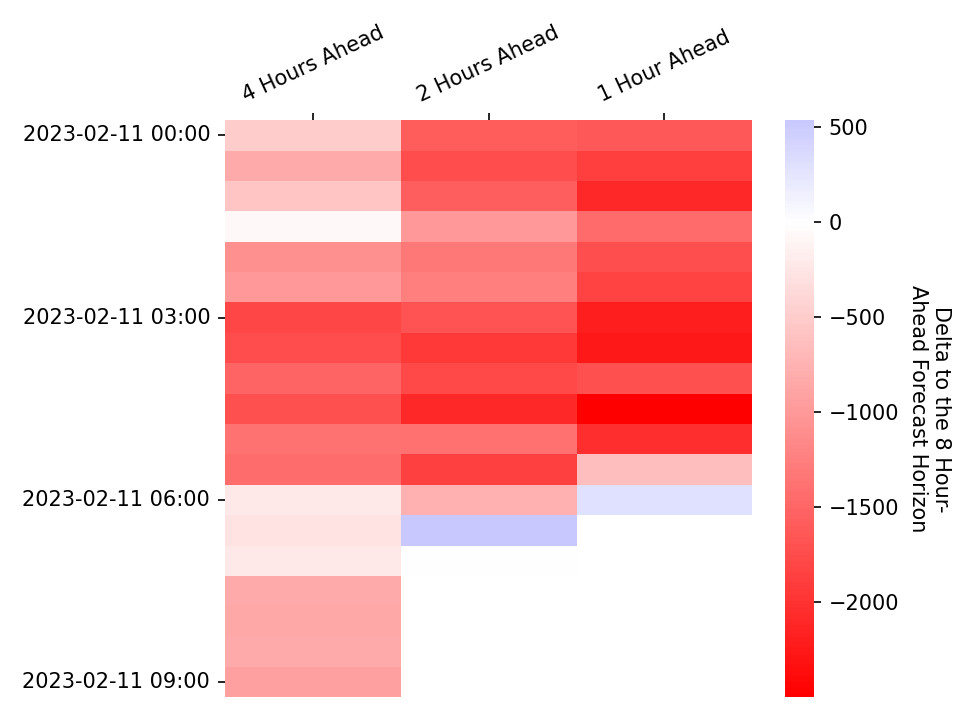 4 Hours Ahead
2 Hours Ahead
1 Hour Ahead
2023-02-11 00:00
2023-02-11 03:00
2023-02-11 06:00
2023-02-11 09:00
500
0
−500
−1000
−1500
−2000
Delta to the 8 Hour-
Ahead Forecast Horizon